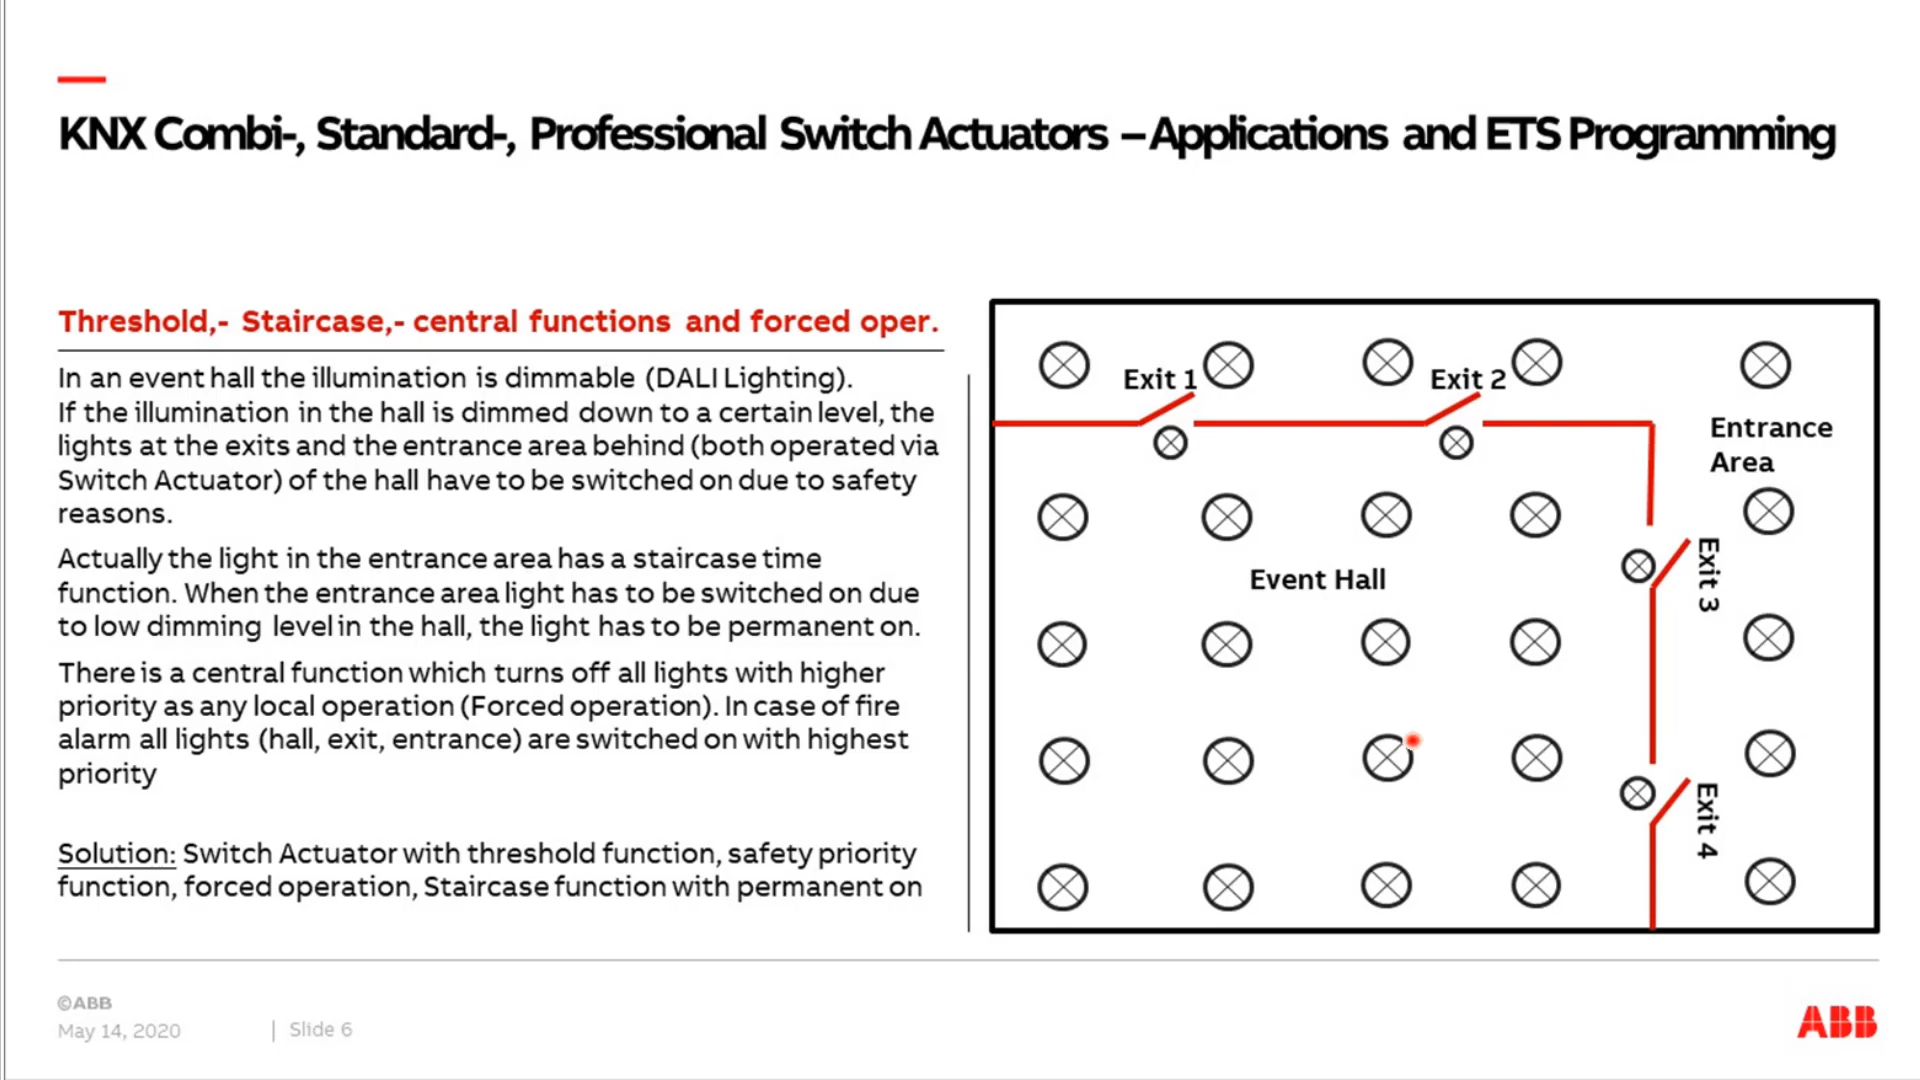 KNX Combi-, Standard-, Professional Switch Actuators – Applications and ETS Programming
Threshold,- Staircase,- central functions and forced oper.
In an event hall the illumination is dimmable (DALI Lighting).
If the illumination in the hall is dimmed down to a certain level, the
lights at the exits and the entrance area behind (both operated via
Switch Actuator) of the hall have to be switched on due to safety
reasons.
Actually the light in the entrance area has a staircase time
function. When the entrance area light has to be switched on due
to low dimming level in the hall, the light has to be permanent on.
There is a central function which turns off all lights with higher
priority as any local operation (Forced operation). In case of fire
alarm all lights (hall, exit, entrance) are switched on with highest
priority
Solution: Switch Actuator with threshold function, safety priority
function, forced operation, Staircase function with permanent on
Exit 1
Exit 2
Entrance
Area
Exit 3
Event Hall
Exit 4
©ABB
May 14, 2020
| Slide 6
ABB